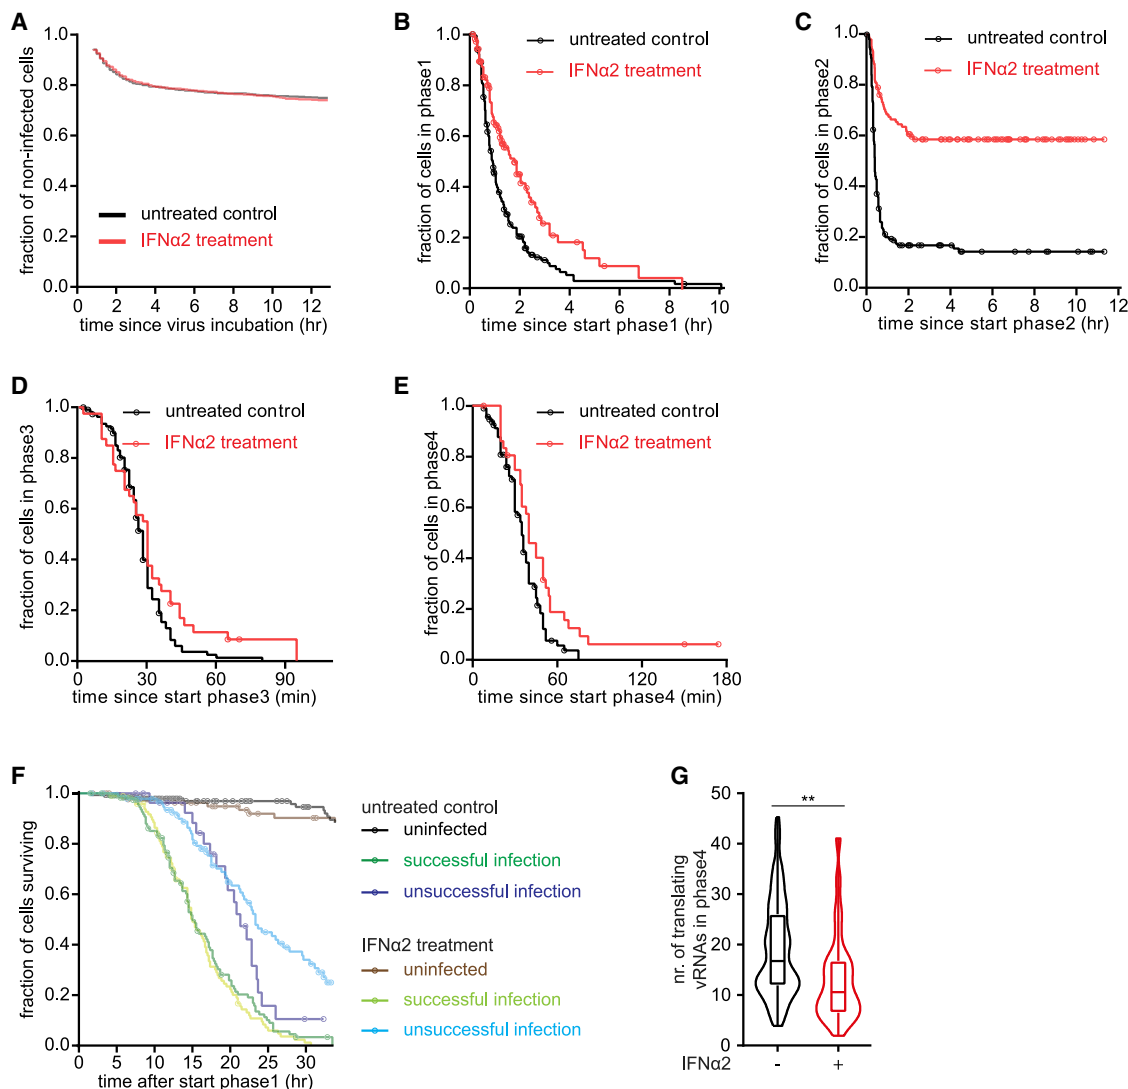 A
1.0
0.8
0.6
0.4
0.2
0.0
fraction of non-infected cells
untreated control
IFNα2 treatment
2 4 6 8 10 12
time since virus incubation (hr)
B
1.0
0.8
0.6
0.4
0.2
0.0
fraction of cells in phase1
untreated control
IFNα2 treatment
0 2 4 6 8 10
time since start phase1 (hr)
C
1.0
0.8
0.6
0.4
0.2
0.0
fraction of cells in phase2
untreated control
IFNα2 treatment
0 2 4 6 8 10 12
time since start phase2 (hr)
D
1.0
0.8
0.6
0.4
0.2
0.0
fraction of cells in phase3
untreated control
IFNα2 treatment
0 30 60 90
time since start phase3 (min)
E
1.0
0.8
0.6
0.4
0.2
0.0
fraction of cells in phase4
untreated control
IFNα2 treatment
0 60 120 180
time since start phase4 (min)
F
1.0
0.8
0.6
0.4
0.2
0.0
fraction of cells surviving
0 5 10 15 20 25 30
time after start phase1 (hr)
untreated control
uninfected
successful infection
unsuccessful infection
IFNα2 treatment
uninfected
successful infection
unsuccessful infection
G
50
40
30
20
10
0
nr. of translating
vRNAs in phase4
**
IFNα2 - +